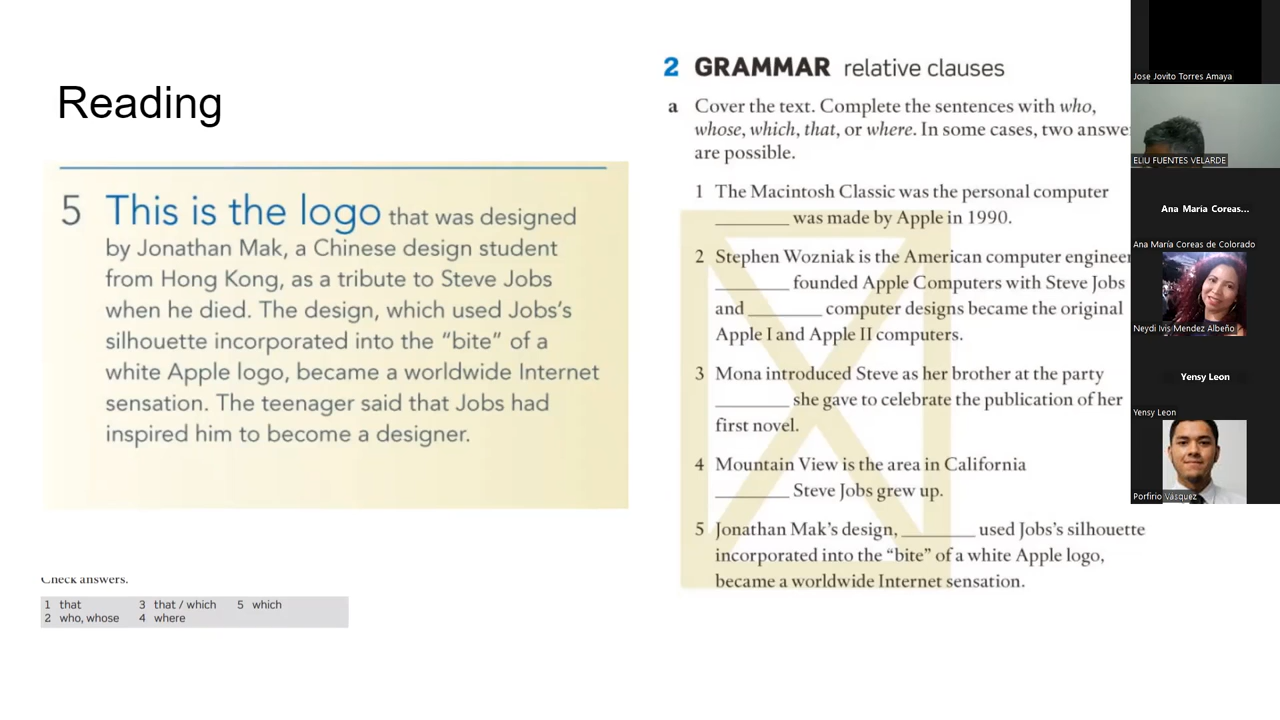 Reading
5 This is the logo that was designed
by Jonathan Mak, a Chinese design student
from Hong Kong, as a tribute to Steve Jobs
when he died. The design, which used Jobs's
silhouette incorporated into the "bite" of a
white Apple logo, became a worldwide Internet
sensation. The teenager said that Jobs had
inspired him to become a designer.
Check answers.
1 that 3 that / which 5 which
2 who, whose 4 where
2 GRAMMAR relative clauses
a Cover the text. Complete the sentences with who,
whose, which, that, or where. In some cases, two
are possible.
1 The Macintosh Classic was the personal computer
________ was made by Apple in 1990.
2 Stephen Wozniak is the American computer engineer
________ founded Apple Computers with Steve Jobs
and ________ computer designs became the original
Apple I and Apple II computers.
3 Mona introduced Steve as her brother at the party
________ she gave to celebrate the publication of her
first novel.
4 Mountain View is the area in California
________ Steve Jobs grew up.
5 Jonathan Mak's design, ________ used Jobs's silhouette
incorporated into the "bite" of a white Apple logo,
became a worldwide Internet sensation.
Jose Jovito Torres Amaya
ELIU FUENTES VELARDE
Ana Maria Coreas...
Ana María Coreas de Colorado
Neydi Ivis Mendez Albeño
Yensy Leon
Yensy Leon
Porfirio Vásquez